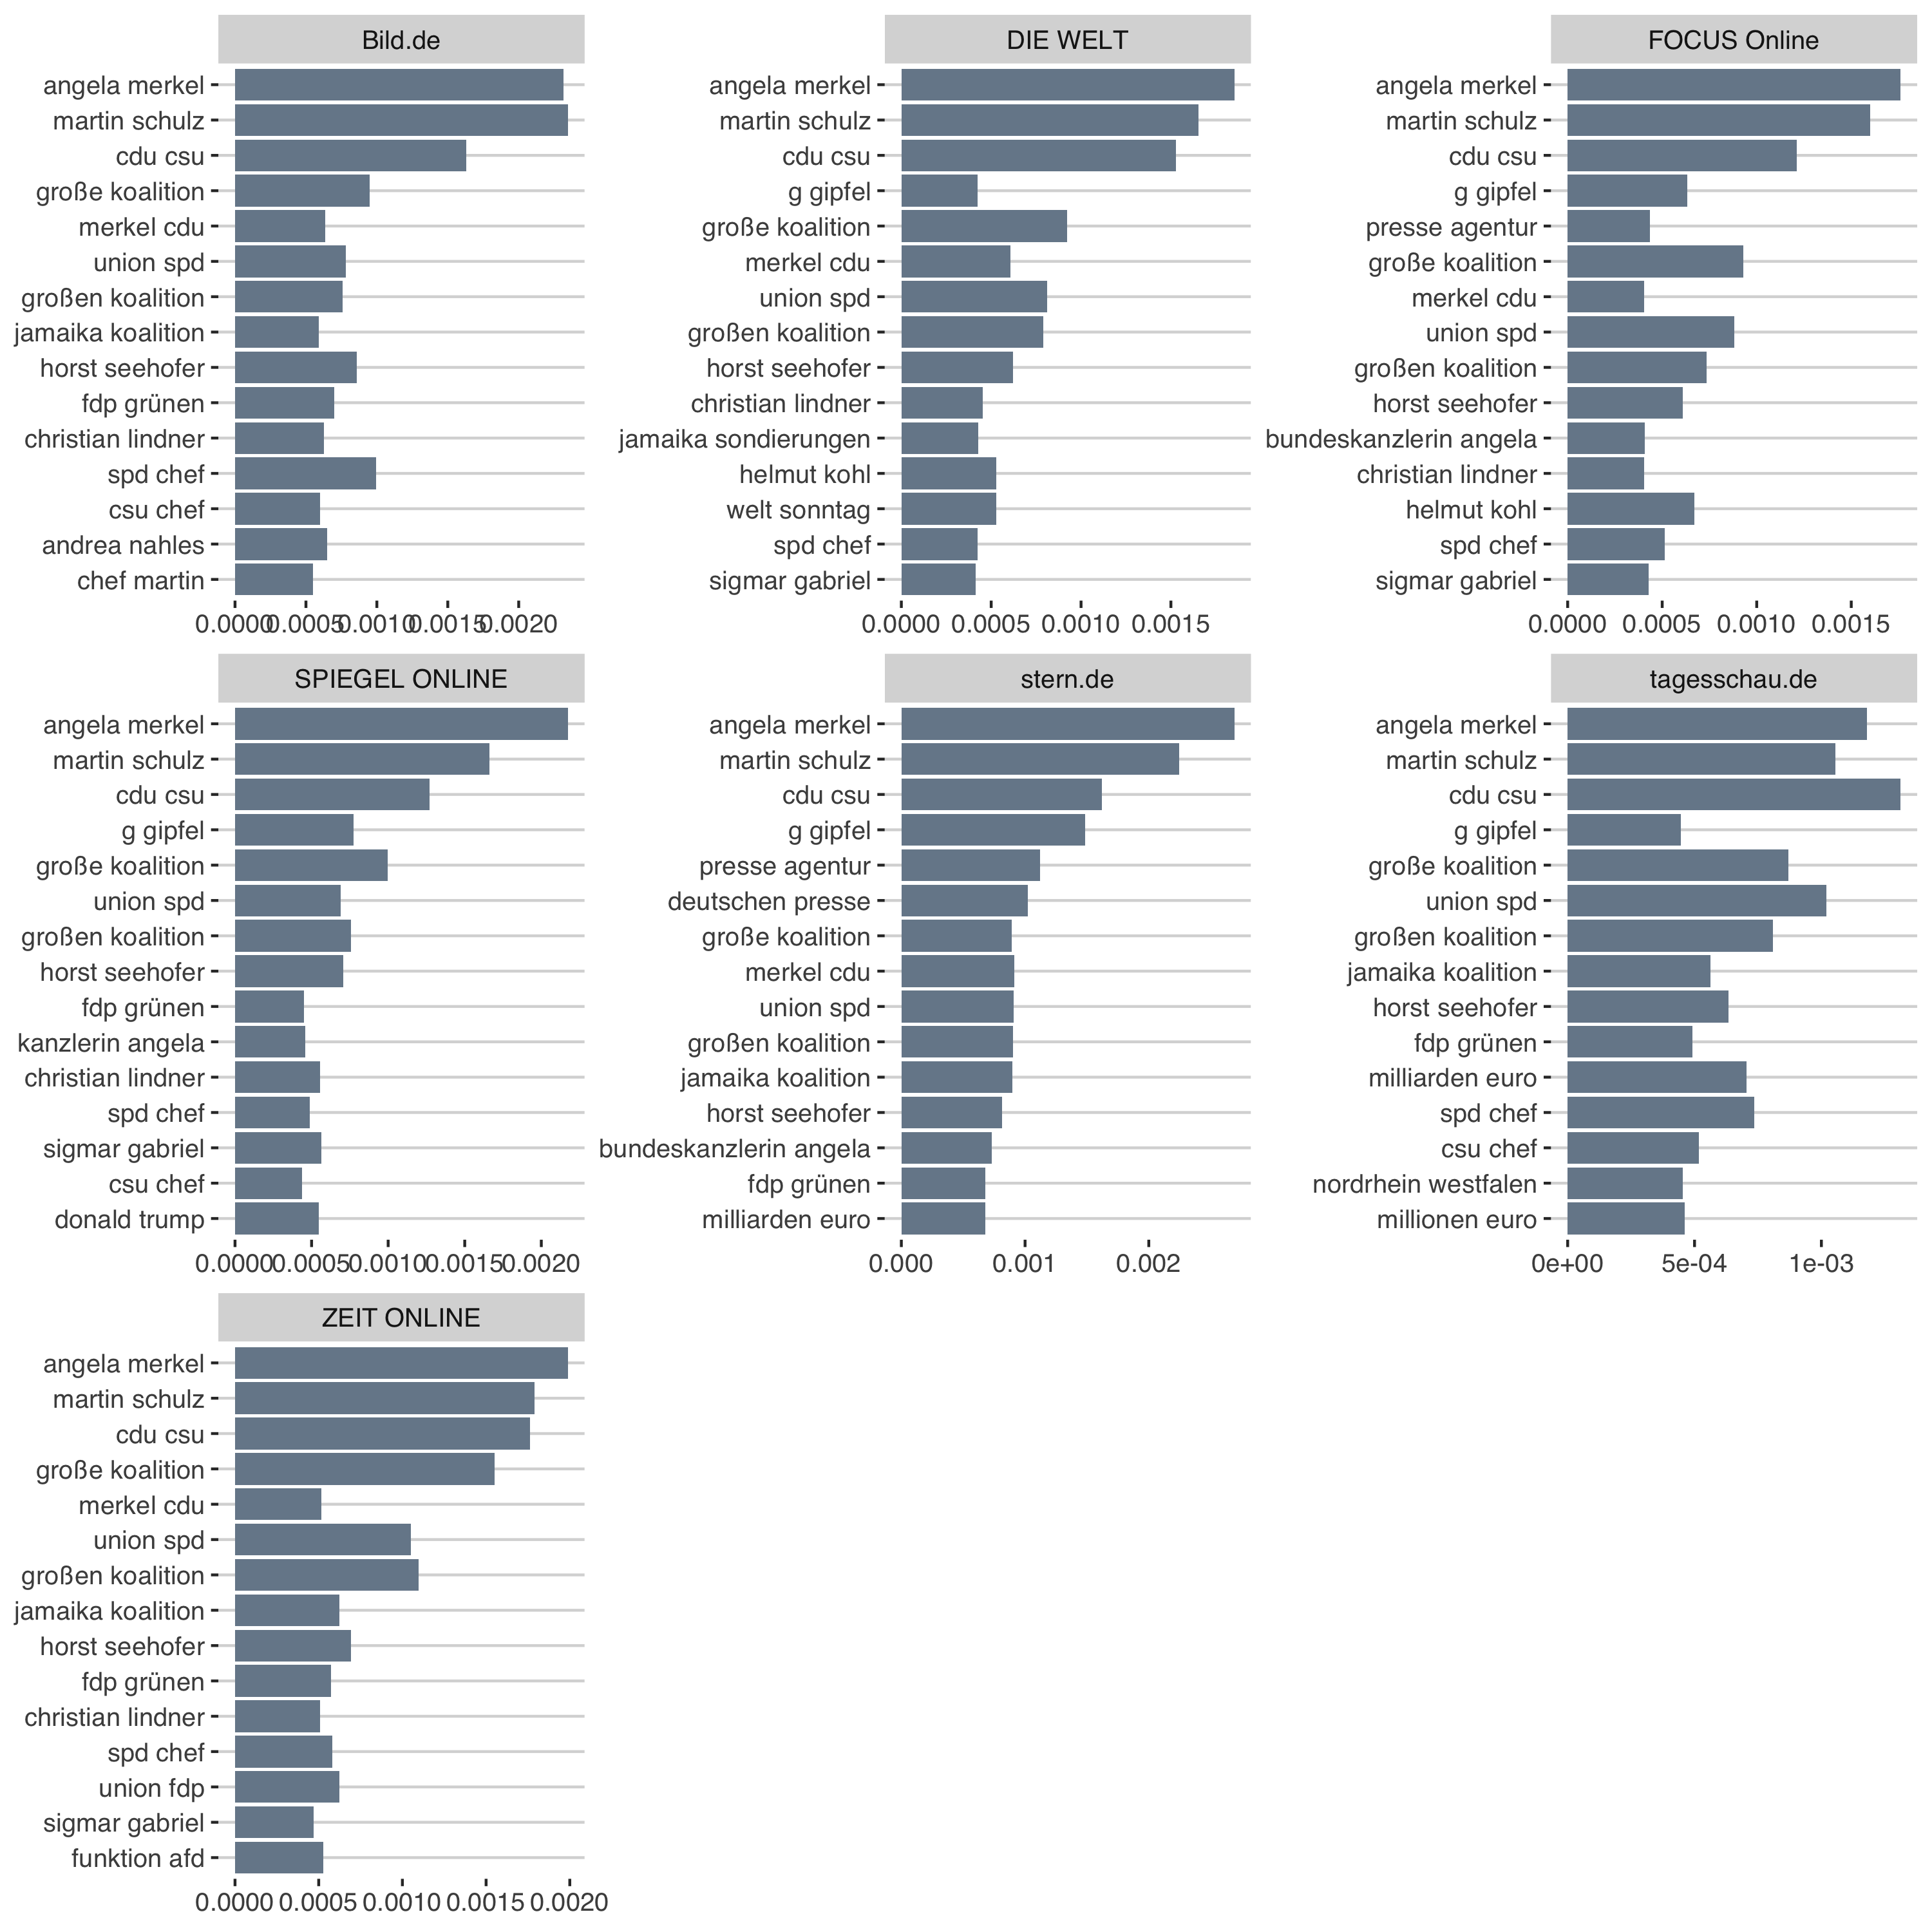 Bild.de
angela merkel
martin schulz
cdu csu
große koalition
merkel cdu
union spd
großen koalition
jamaika koalition
horst seehofer
fdp grünen
christian lindner
spd chef
csu chef
andrea nahles
chef martin
0.0000 0.0005 0.0010 0.0015 0.0020
DIE WELT
angela merkel
martin schulz
cdu csu
g gipfel
große koalition
merkel cdu
union spd
großen koalition
horst seehofer
christian lindner
jamaika sondierungen
helmut kohl
welt sonntag
spd chef
sigmar gabriel
0.0000 0.0005 0.0010 0.0015
FOCUS Online
angela merkel
martin schulz
cdu csu
g gipfel
presse agentur
große koalition
merkel cdu
union spd
großen koalition
horst seehofer
bundeskanzlerin angela
christian lindner
helmut kohl
spd chef
sigmar gabriel
0.0000 0.0005 0.0010 0.0015
SPIEGEL ONLINE
angela merkel
martin schulz
cdu csu
g gipfel
große koalition
union spd
großen koalition
horst seehofer
fdp grünen
kanzlerin angela
christian lindner
spd chef
sigmar gabriel
csu chef
donald trump
0.0000 0.0005 0.0010 0.0015 0.0020
stern.de
angela merkel
martin schulz
cdu csu
g gipfel
presse agentur
deutschen presse
große koalition
merkel cdu
union spd
großen koalition
jamaika koalition
horst seehofer
bundeskanzlerin angela
fdp grünen
milliarden euro
0.000 0.001 0.002
tagesschau.de
angela merkel
martin schulz
cdu csu
g gipfel
große koalition
union spd
großen koalition
jamaika koalition
horst seehofer
fdp grünen
milliarden euro
spd chef
csu chef
nordrhein westfalen
millionen euro
0e+00 5e-04 1e-03
ZEIT ONLINE
angela merkel
martin schulz
cdu csu
große koalition
merkel cdu
union spd
großen koalition
jamaika koalition
horst seehofer
fdp grünen
christian lindner
spd chef
union fdp
sigmar gabriel
funktion afd
0.0000 0.0005 0.0010 0.0015 0.0020